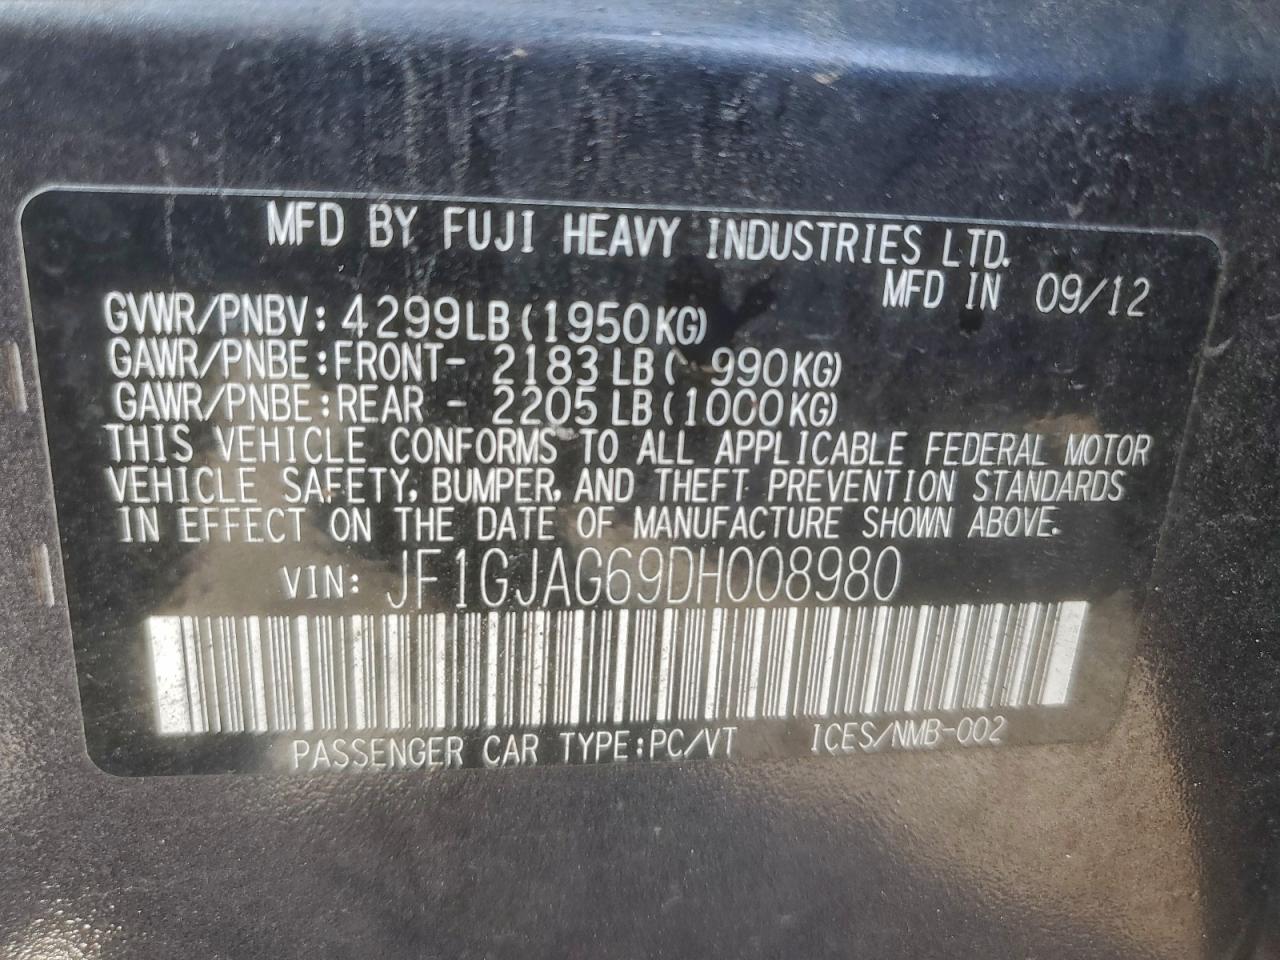 MFD BY FUJI HEAVY INDUSTRIES LTD.
MFD IN 09/12
GVWR/PNBV: 4299LB(1950KG)
GAWR/PNBE:FRONT- 2183LB( 990KG)
GAWR/PNBE:REAR - 2205LB(1000KG)
THIS VEHICLE CONFORMS TO ALL APPLICABLE FEDERAL MOTOR
VEHICLE SAFETY, BUMPER, AND THEFT PREVENTION STANDARDS
IN EFFECT ON THE DATE OF MANUFACTURE SHOWN ABOVE.
VIN: JF1GJAG69DH008980
PASSENGER CAR TYPE:PC/VT ICES/NMB-002